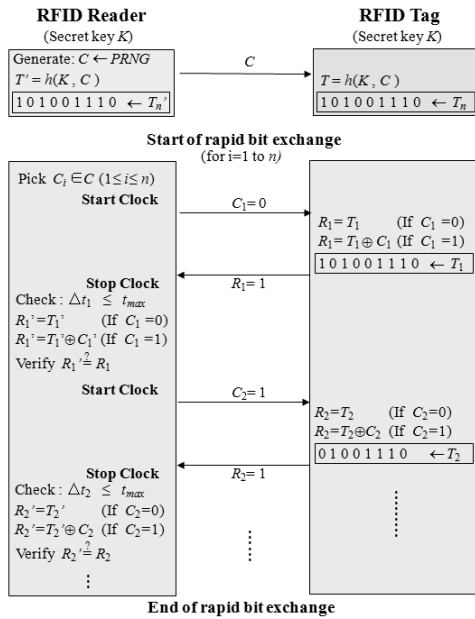 RFID Reader
(Secret key K)
RFID Tag
(Secret key K)
Generate: C ← PRNG
T' = h(K, C)
1 0 1 0 0 1 1 1 0 ← Tn'
C
T = h(K, C)
1 0 1 0 0 1 1 1 0 ← Tn
Start of rapid bit exchange
(for i=1 to n)
Pick Ci ∈ C (1≤i≤n)
Start Clock
C1=0
R1= T1 (If C1=0)
R1= T1 ⊕ C1 (If C1=1)
1 0 1 0 0 1 1 1 0 ← T1
R1= 1
Stop Clock
Check : △t1 ≤ tmax
R1'=T1' (If C1=0)
R1'=T1'⊕C1' (If C1=1)
Verify R1' ≟ R1
Start Clock
C2= 1
R2=T2 (If C2=0)
R2=T2⊕C2 (If C2=1)
0 1 0 0 1 1 1 0 ←T2
R2= 1
Stop Clock
Check : △t2 ≤ tmax
R2'=T2' (If C2=0)
R2'=T2'⊕C2 (If C2=1)
Verify R2' ≟ R2
End of rapid bit exchange